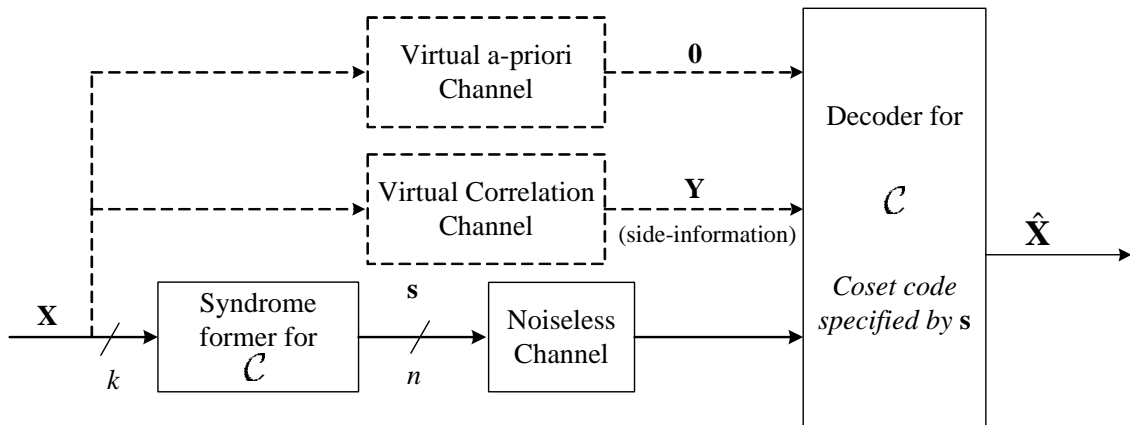 Virtual a-priori
Channel
0
Decoder for
𝒞
Coset code
specified by s
Virtual Correlation
Channel
Y
(side-information)
X̂
X
k
Syndrome
former for
𝒞
s
n
Noiseless
Channel